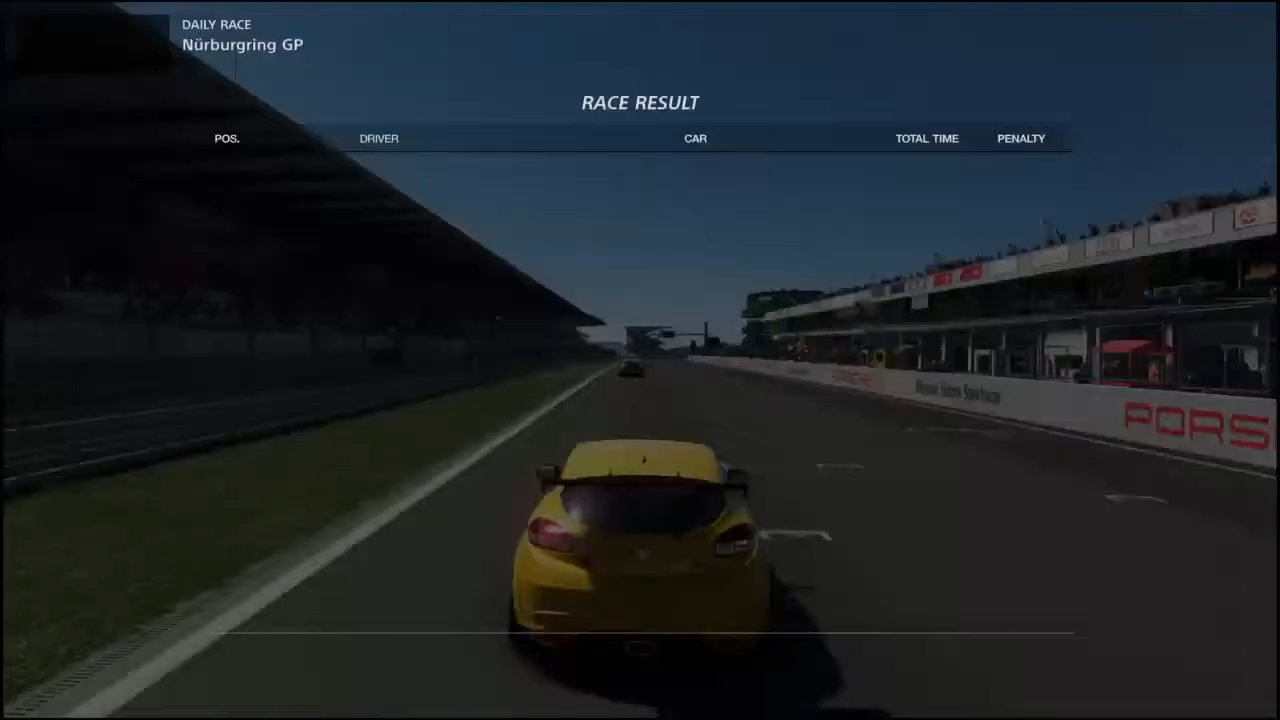 DAILY RACE
Nürburgring GP
RACE RESULT
POS. DRIVER CAR TOTAL TIME PENALTY
PORS